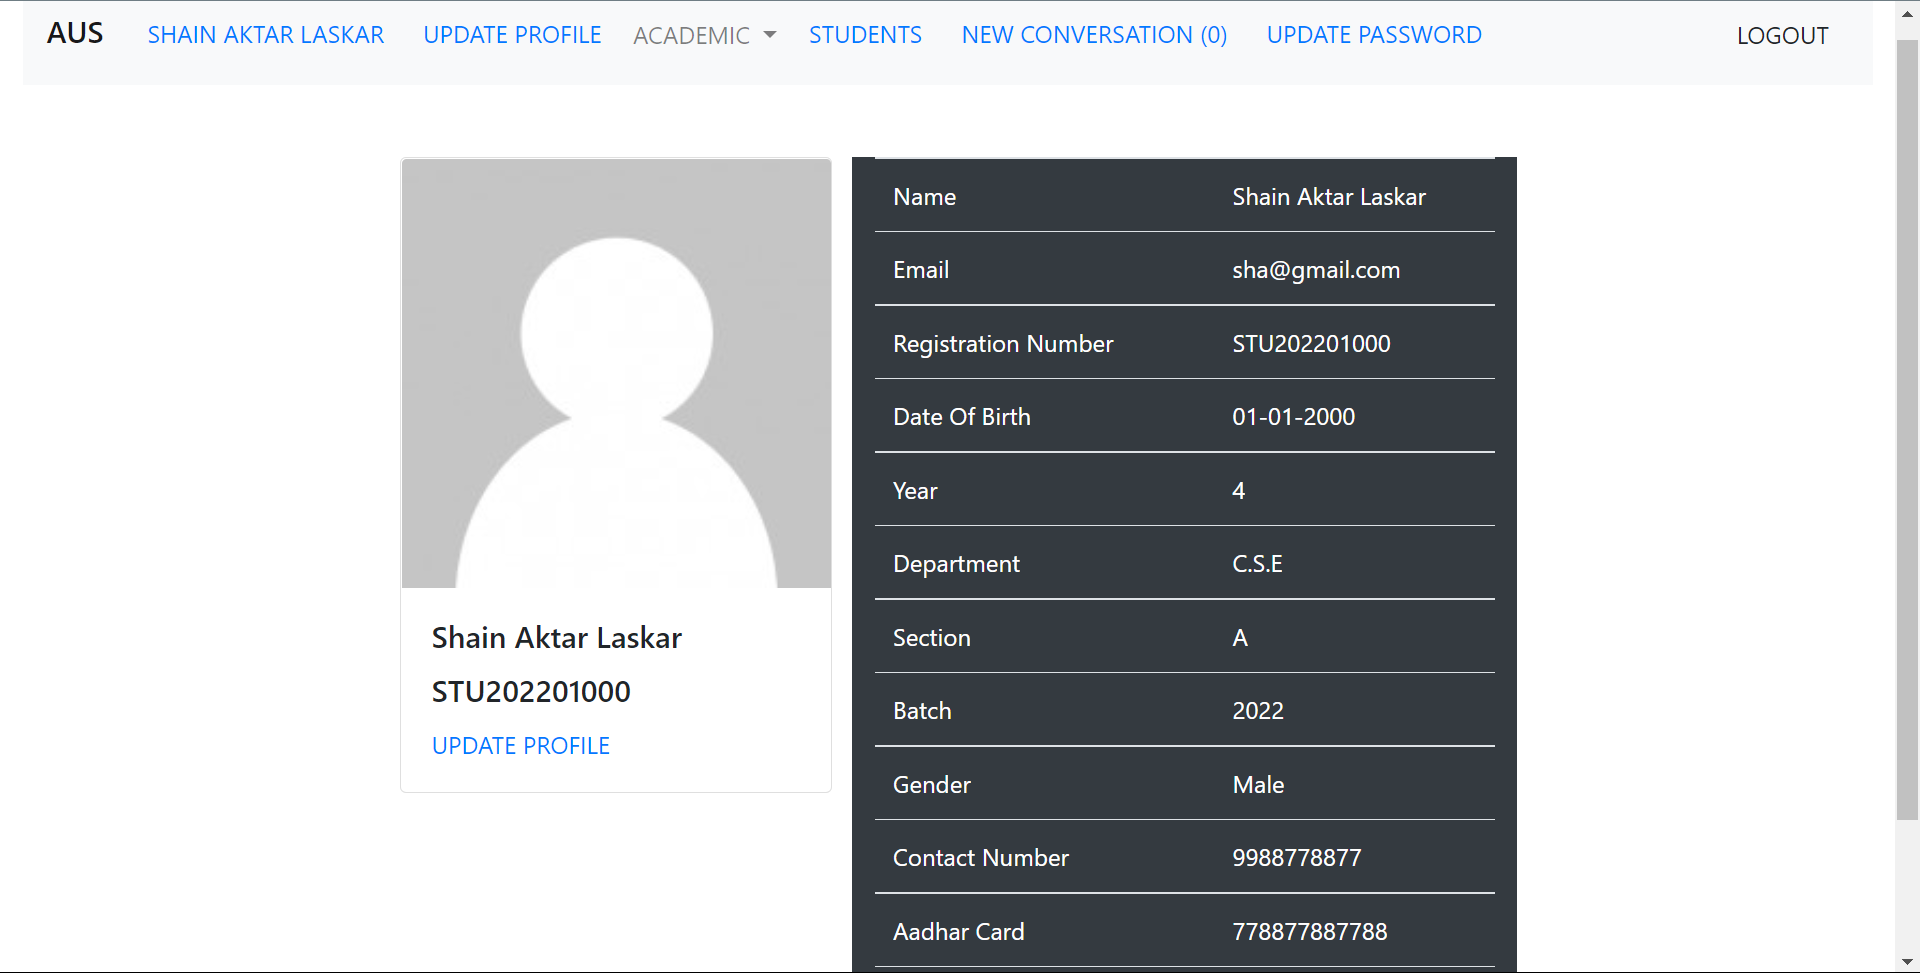 AUS SHAIN AKTAR LASKAR UPDATE PROFILE ACADEMIC STUDENTS NEW CONVERSATION (0) UPDATE PASSWORD LOGOUT
Shain Aktar Laskar
STU202201000
UPDATE PROFILE
Name Shain Aktar Laskar
Email sha@gmail.com
Registration Number STU202201000
Date Of Birth 01-01-2000
Year 4
Department C.S.E
Section A
Batch 2022
Gender Male
Contact Number 9988778877
Aadhar Card 778877887788